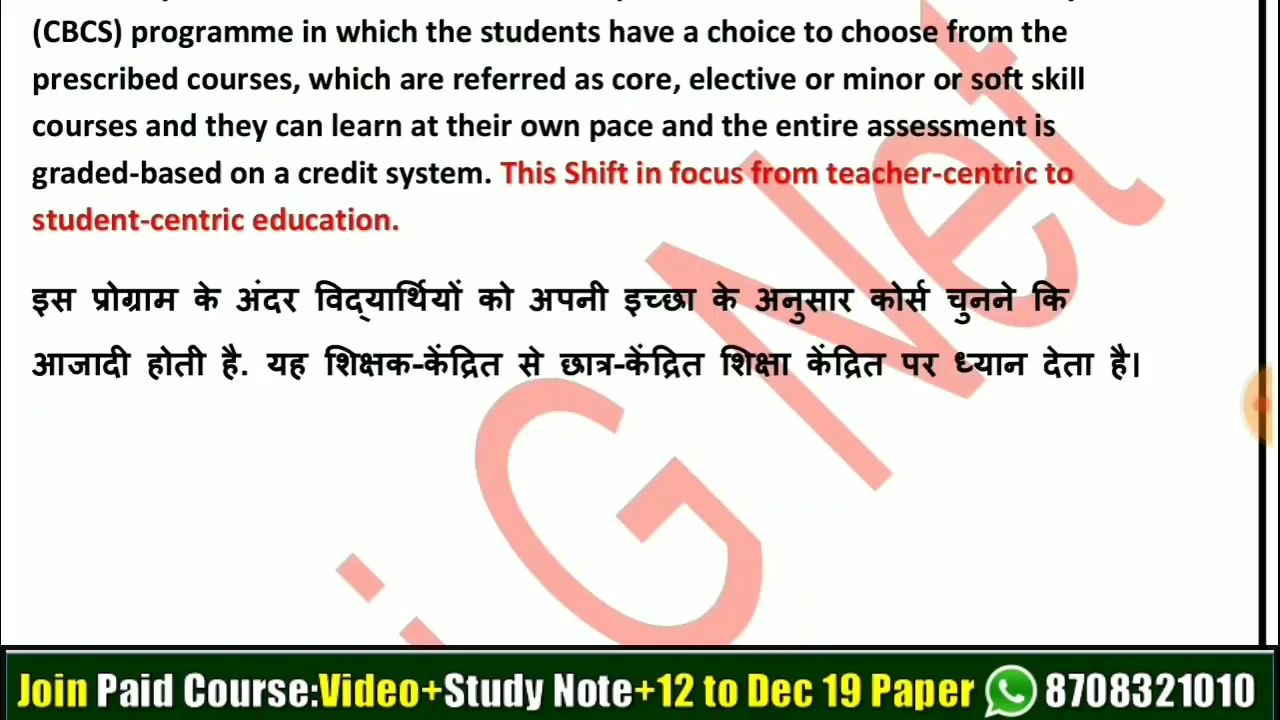 (CBCS) programme in which the students have a choice to choose from the
prescribed courses, which are referred as core, elective or minor or soft skill
courses and they can learn at their own pace and the entire assessment is
graded-based on a credit system. This Shift in focus from teacher-centric to
student-centric education.
इस प्रोग्राम के अंदर विद्यार्थियों को अपनी इच्छा के अनुसार कोर्स चुनने कि
आजादी होती है. यह शिक्षक-केंद्रित से छात्र-केंद्रित शिक्षा केंद्रित पर ध्यान देता है।
G Net
Join Paid Course:Video+Study Note+12 to Dec 19 Paper 8708321010